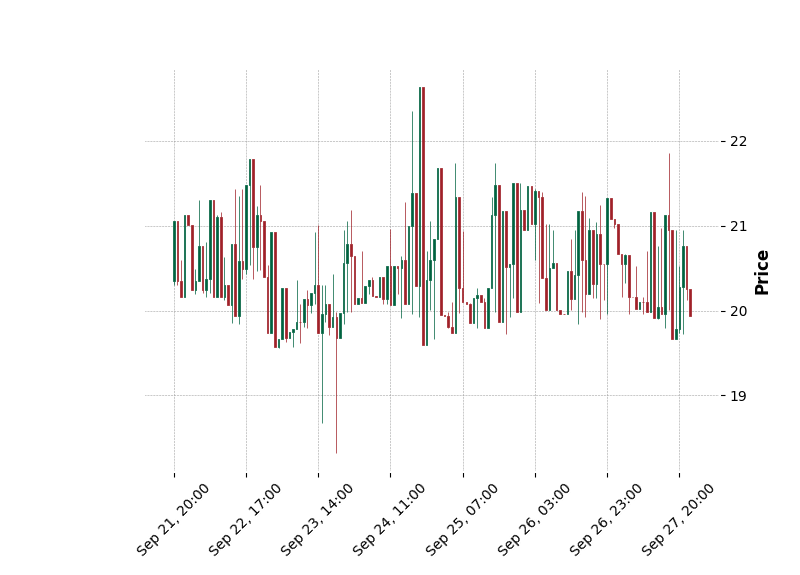 22
21
20
19
Price
Sep 21, 20:00
Sep 22, 17:00
Sep 23, 14:00
Sep 24, 11:00
Sep 25, 07:00
Sep 26, 03:00
Sep 26, 23:00
Sep 27, 20:00